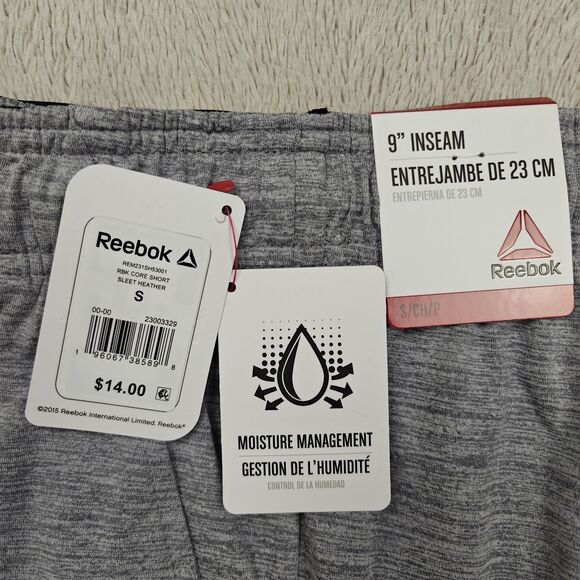 Reebok
REM231SH53001
RBK CORE SHORT
SLEET HEATHER
S
00-00 23003329
1 96067 38589 8
$14.00
©2015 Reebok International Limited. Reebok®
MOISTURE MANAGEMENT
GESTION DE L'HUMIDITÉ
CONTROL DE LA HUMEDAD
9” INSEAM
ENTREJAMBE DE 23 CM
ENTREPIERNA DE 23 CM
Reebok
S/CH/P